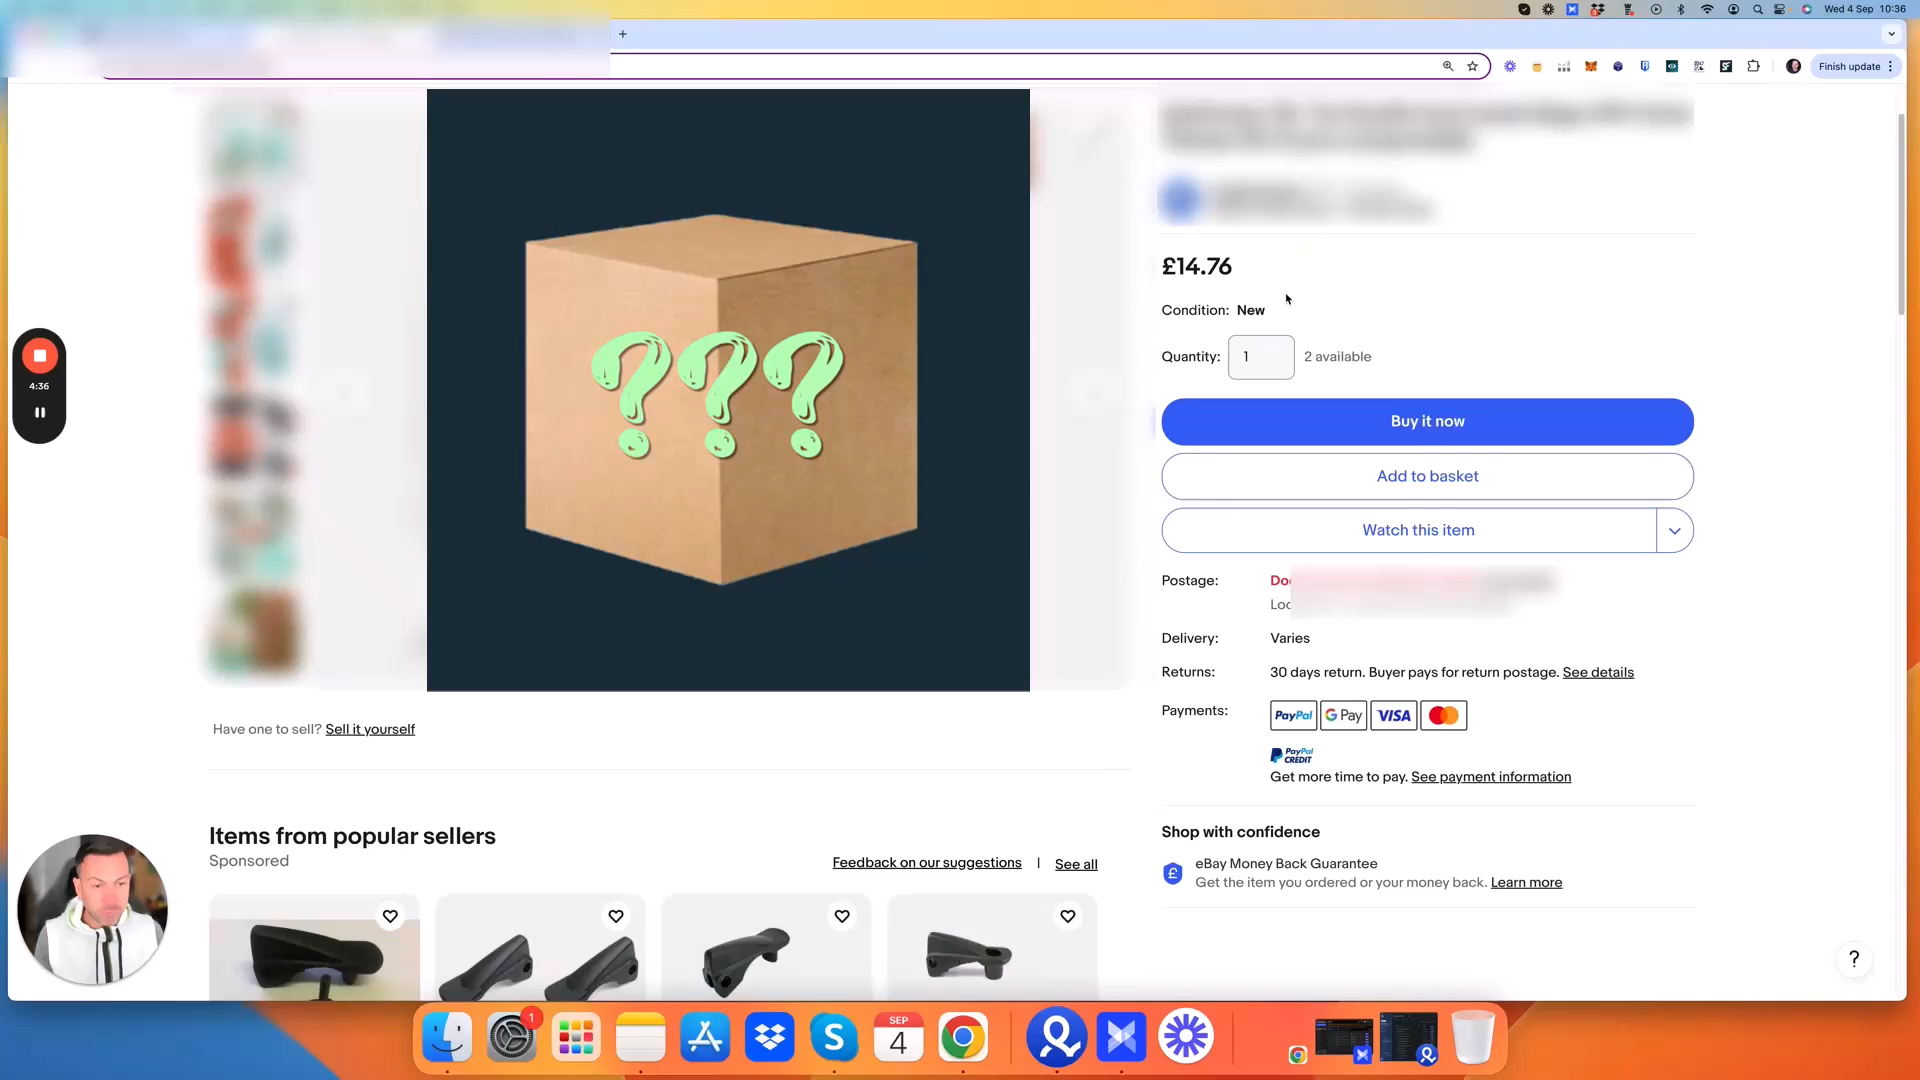 Wed 4 Sep 10:36
Finish update
£14.76
Condition: New
Quantity: 1 2 available
Buy it now
Add to basket
Watch this item
Postage:
Delivery: Varies
Returns: 30 days return. Buyer pays for return postage. See details
Payments: PayPal G Pay VISA
PayPal CREDIT
Get more time to pay. See payment information
Shop with confidence
eBay Money Back Guarantee
Get the item you ordered or your money back. Learn more
4:36
???
Have one to sell? Sell it yourself
Items from popular sellers
Sponsored
Feedback on our suggestions | See all
?
1
SEP
4